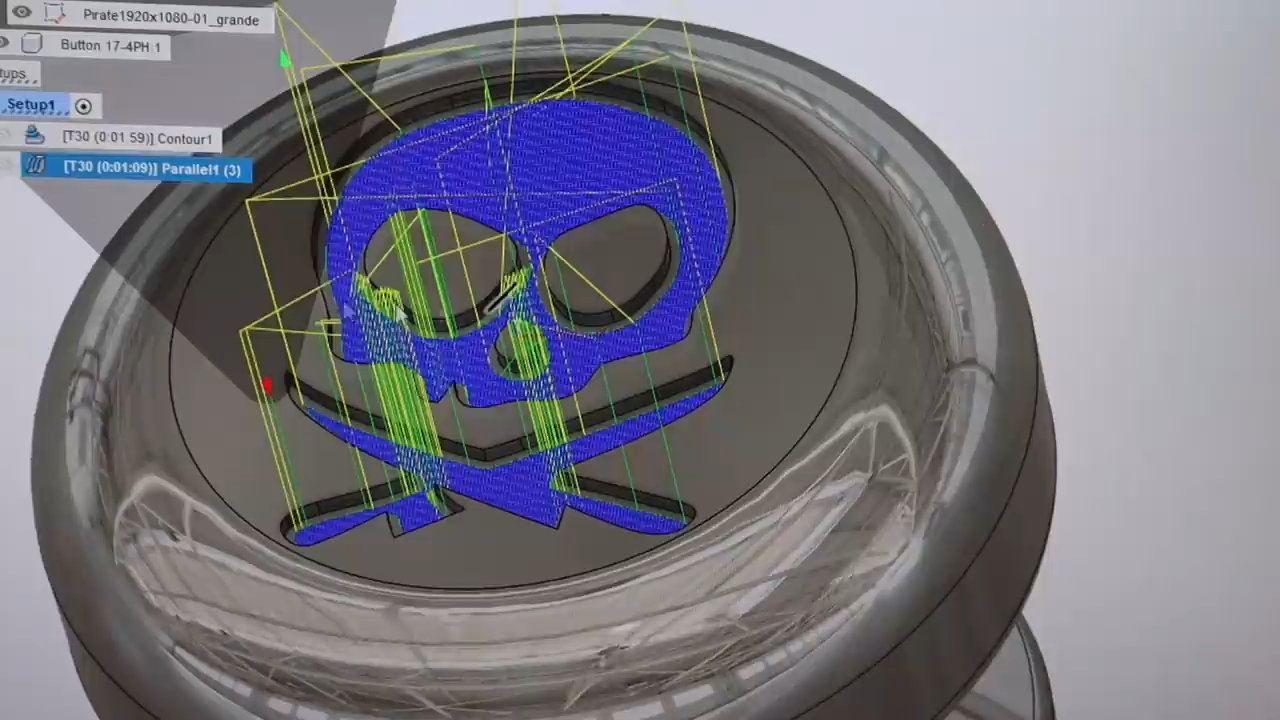 Pirate1920x1080-01_grande
Button 17-4PH:1
tups
Setup1
[T30 (0:01:59)] Contour1
[T30 (0:01:09)] Parallel1 (3)